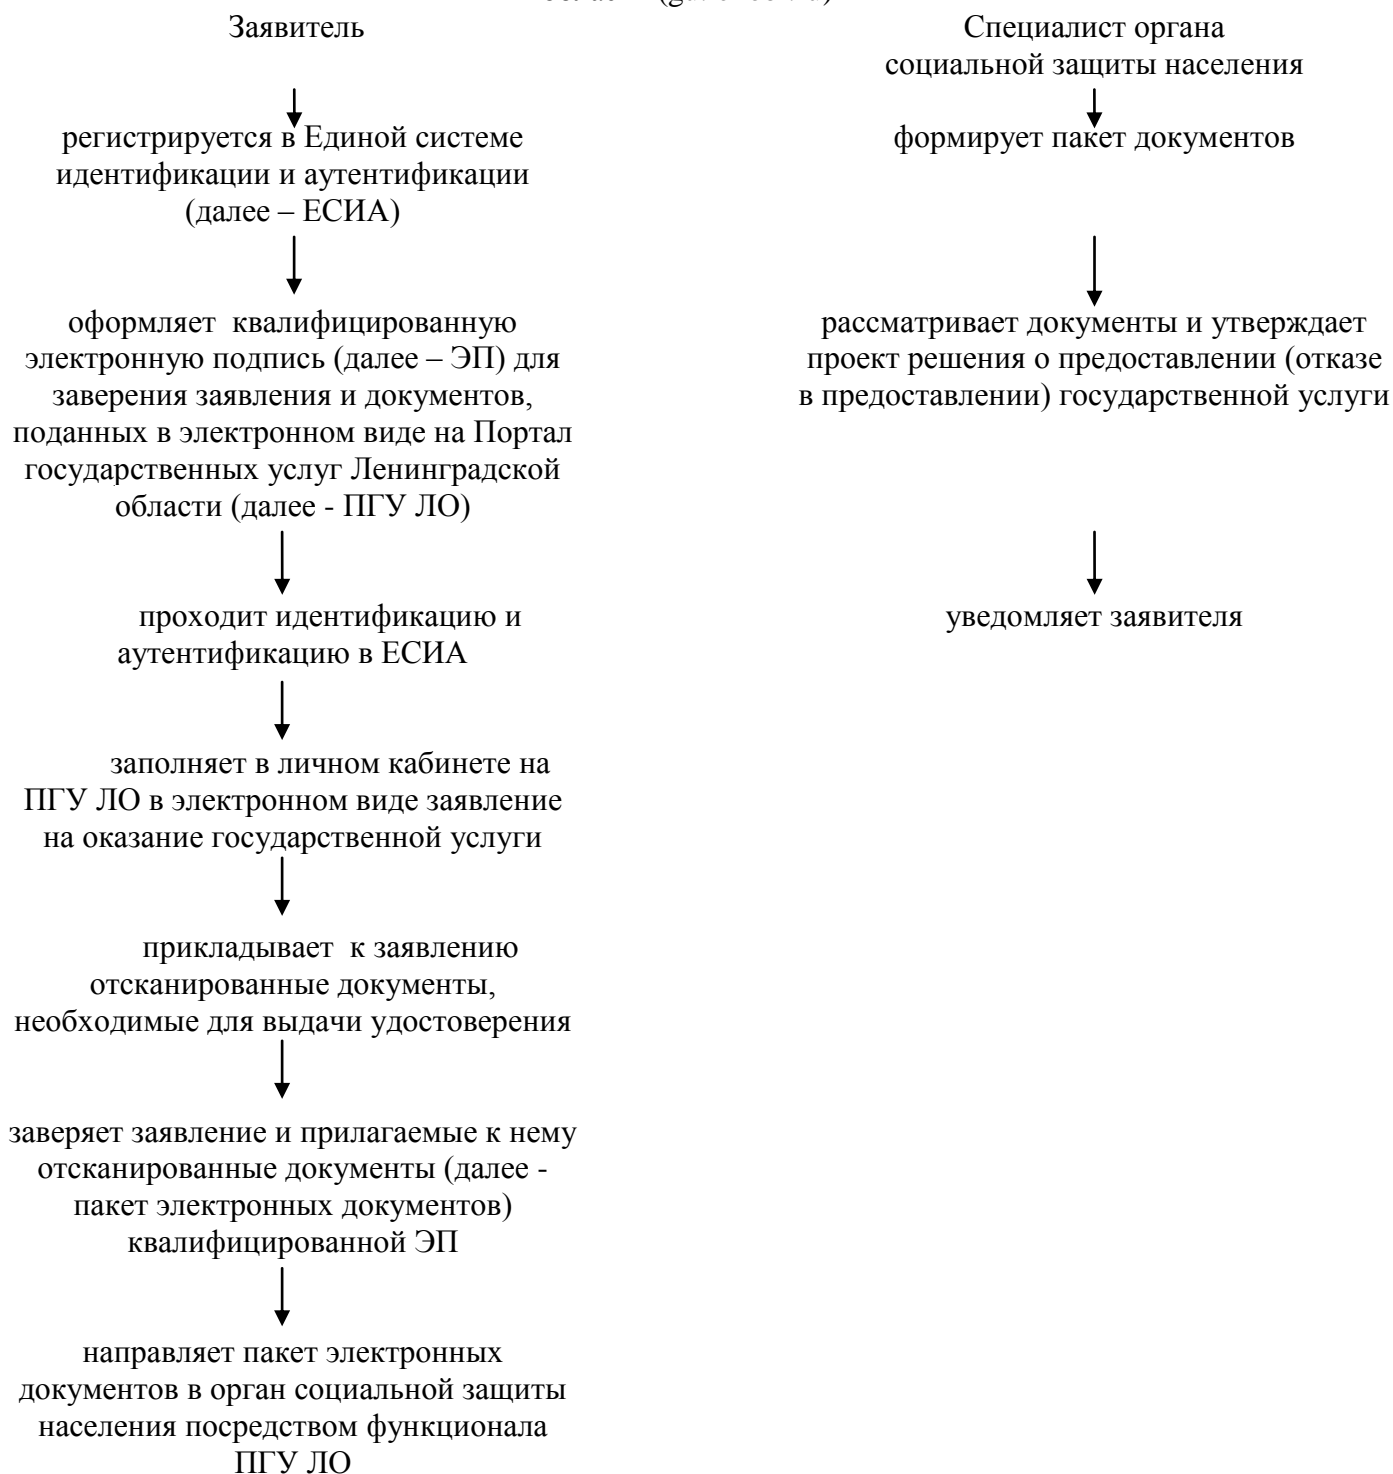 Заявитель
регистрируется в Единой системе
идентификации и аутентификации
(далее – ЕСИА)
оформляет квалифицированную
электронную подпись (далее – ЭП) для
заверения заявления и документов,
поданных в электронном виде на Портал
государственных услуг Ленинградской
области (далее - ПГУ ЛО)
проходит идентификацию и
аутентификацию в ЕСИА
заполняет в личном кабинете на
ПГУ ЛО в электронном виде заявление
на оказание государственной услуги
прикладывает к заявлению
отсканированные документы,
необходимые для выдачи удостоверения
заверяет заявление и прилагаемые к нему
отсканированные документы (далее -
пакет электронных документов)
квалифицированной ЭП
направляет пакет электронных
документов в орган социальной защиты
населения посредством функционала
ПГУ ЛО
Специалист органа
социальной защиты населения
формирует пакет документов
рассматривает документы и утверждает
проект решения о предоставлении (отказе
в предоставлении) государственной услуги
уведомляет заявителя